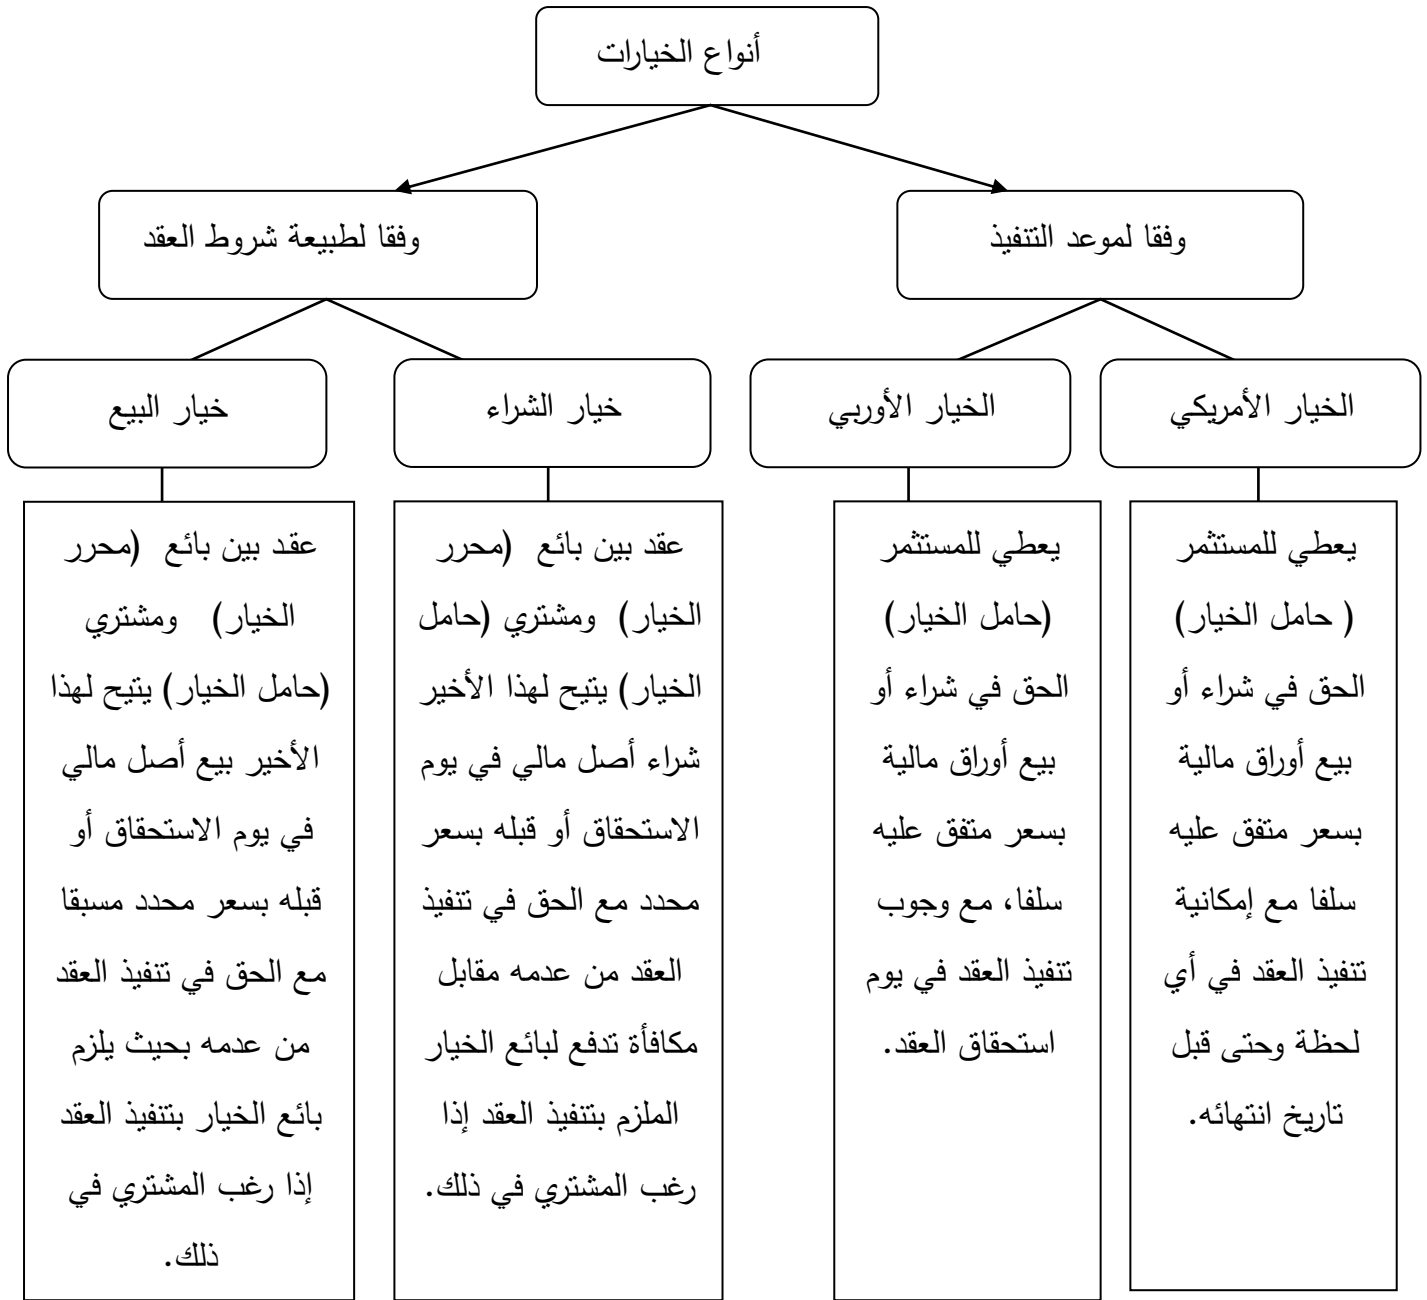 أنواع الخيارات
وفقا لموعد التنفيذ
وفقا لطبيعة شروط العقد
الخيار الأمريكي
الخيار الأوربي
خيار الشراء
خيار البيع
يعطي للمستثمر
( حامل الخيار)
الحق في شراء أو
بيع أوراق مالية
بسعر متفق عليه
سلفا مع إمكانية
تنفيذ العقد في أي
لحظة وحتى قبل
تاريخ انتهائه.
يعطي للمستثمر
(حامل الخيار)
الحق في شراء أو
بيع أوراق مالية
بسعر متفق عليه
سلفا، مع وجوب
تنفيذ العقد في يوم
استحقاق العقد.
عقد بين بائع (محرر
الخيار) ومشتري (حامل
الخيار) يتيح لهذا الأخير
شراء أصل مالي في يوم
الاستحقاق أو قبله بسعر
محدد مع الحق في تنفيذ
العقد من عدمه مقابل
مكافأة تدفع لبائع الخيار
الملزم بتنفيذ العقد إذا
رغب المشتري في ذلك.
عقد بين بائع (محرر
الخيار) ومشتري
(حامل الخيار) يتيح لهذا
الأخير بيع أصل مالي
في يوم الاستحقاق أو
قبله بسعر محدد مسبقا
مع الحق في تنفيذ العقد
من عدمه بحيث يلزم
بائع الخيار بتنفيذ العقد
إذا رغب المشتري في
ذلك.